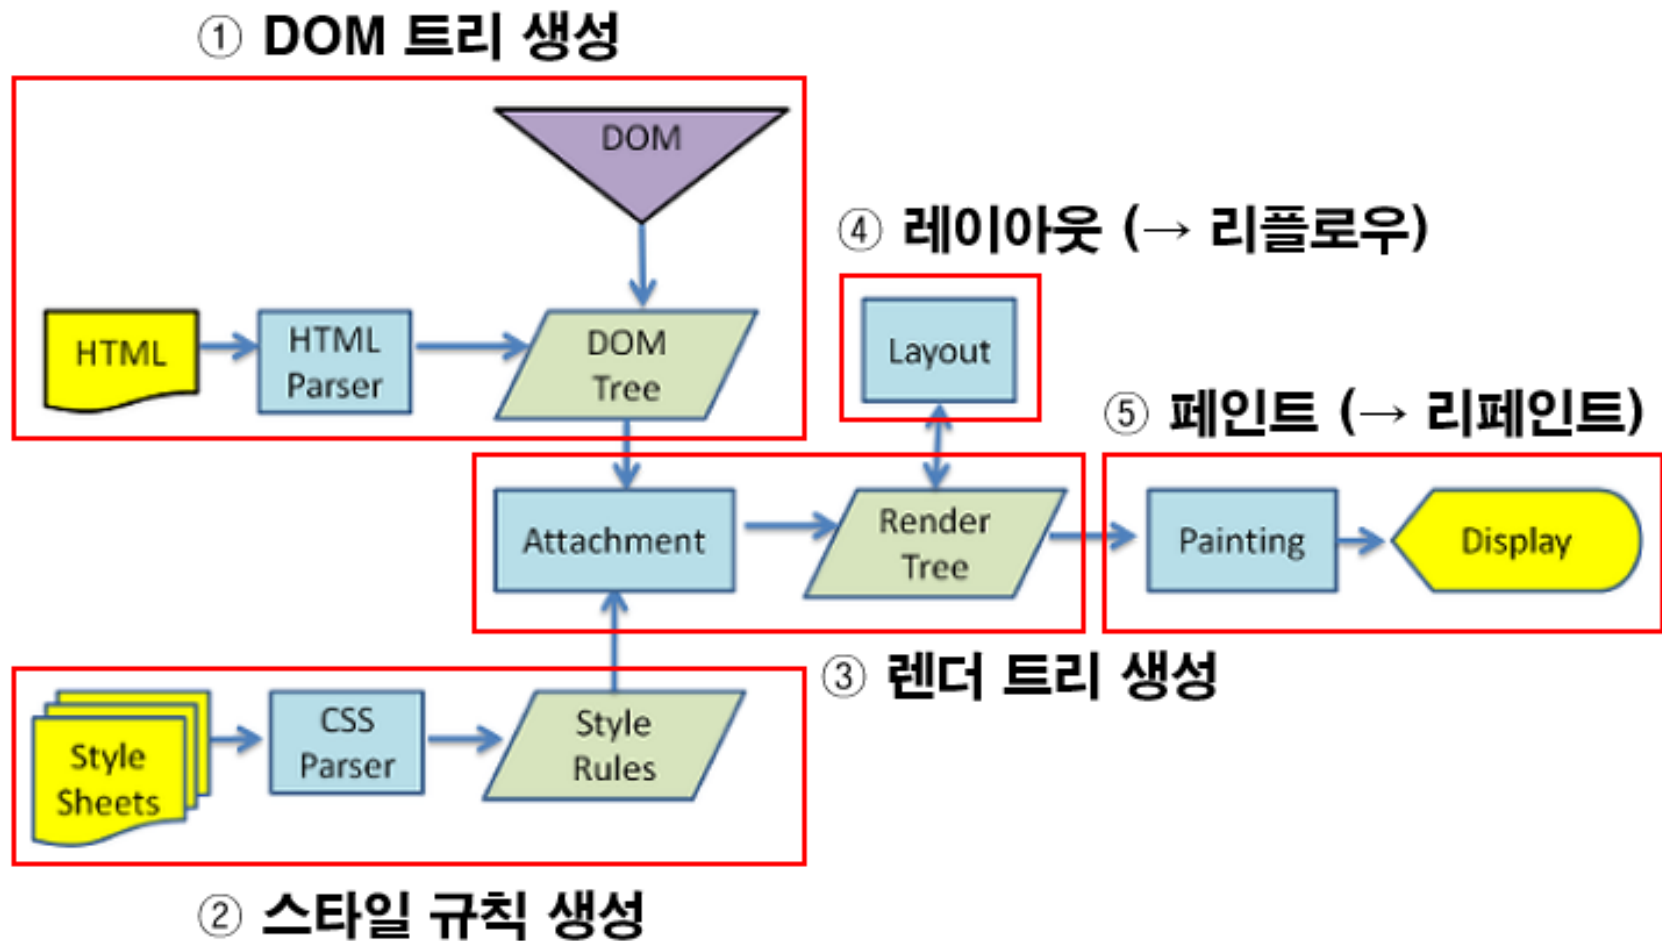 ① DOM 트리 생성
DOM
HTML
HTML
Parser
DOM
Tree
④ 레이아웃 (→ 리플로우)
Layout
⑤ 페인트 (→ 리페인트)
Attachment
Render
Tree
Painting
Display
③ 렌더 트리 생성
Style
Sheets
CSS
Parser
Style
Rules
② 스타일 규칙 생성